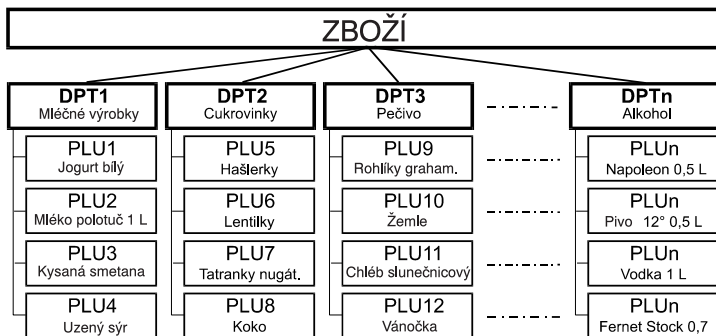 ZBOŽÍ
DPT1
Mléčné výrobky
PLU1
Jogurt bílý
PLU2
Mléko polotuč 1 L
PLU3
Kysaná smetana
PLU4
Uzený sýr
DPT2
Cukrovinky
PLU5
Hašlerky
PLU6
Lentilky
PLU7
Tatranky nugát.
PLU8
Koko
DPT3
Pečivo
PLU9
Rohlíky graham.
PLU10
Žemle
PLU11
Chléb slunečnicový
PLU12
Vánočka
DPTn
Alkohol
PLUn
Napoleon 0,5 L
PLUn
Pivo 12° 0,5 L
PLUn
Vodka 1 L
PLUn
Fernet Stock 0,7